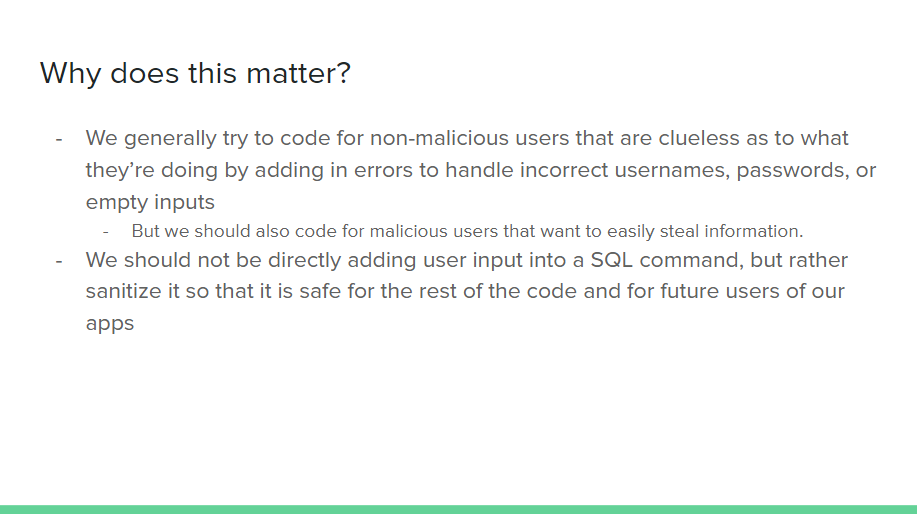 Why does this matter?
- We generally try to code for non-malicious users that are clueless as to what
they’re doing by adding in errors to handle incorrect usernames, passwords, or
empty inputs
- But we should also code for malicious users that want to easily steal information.
- We should not be directly adding user input into a SQL command, but rather
sanitize it so that it is safe for the rest of the code and for future users of our
apps